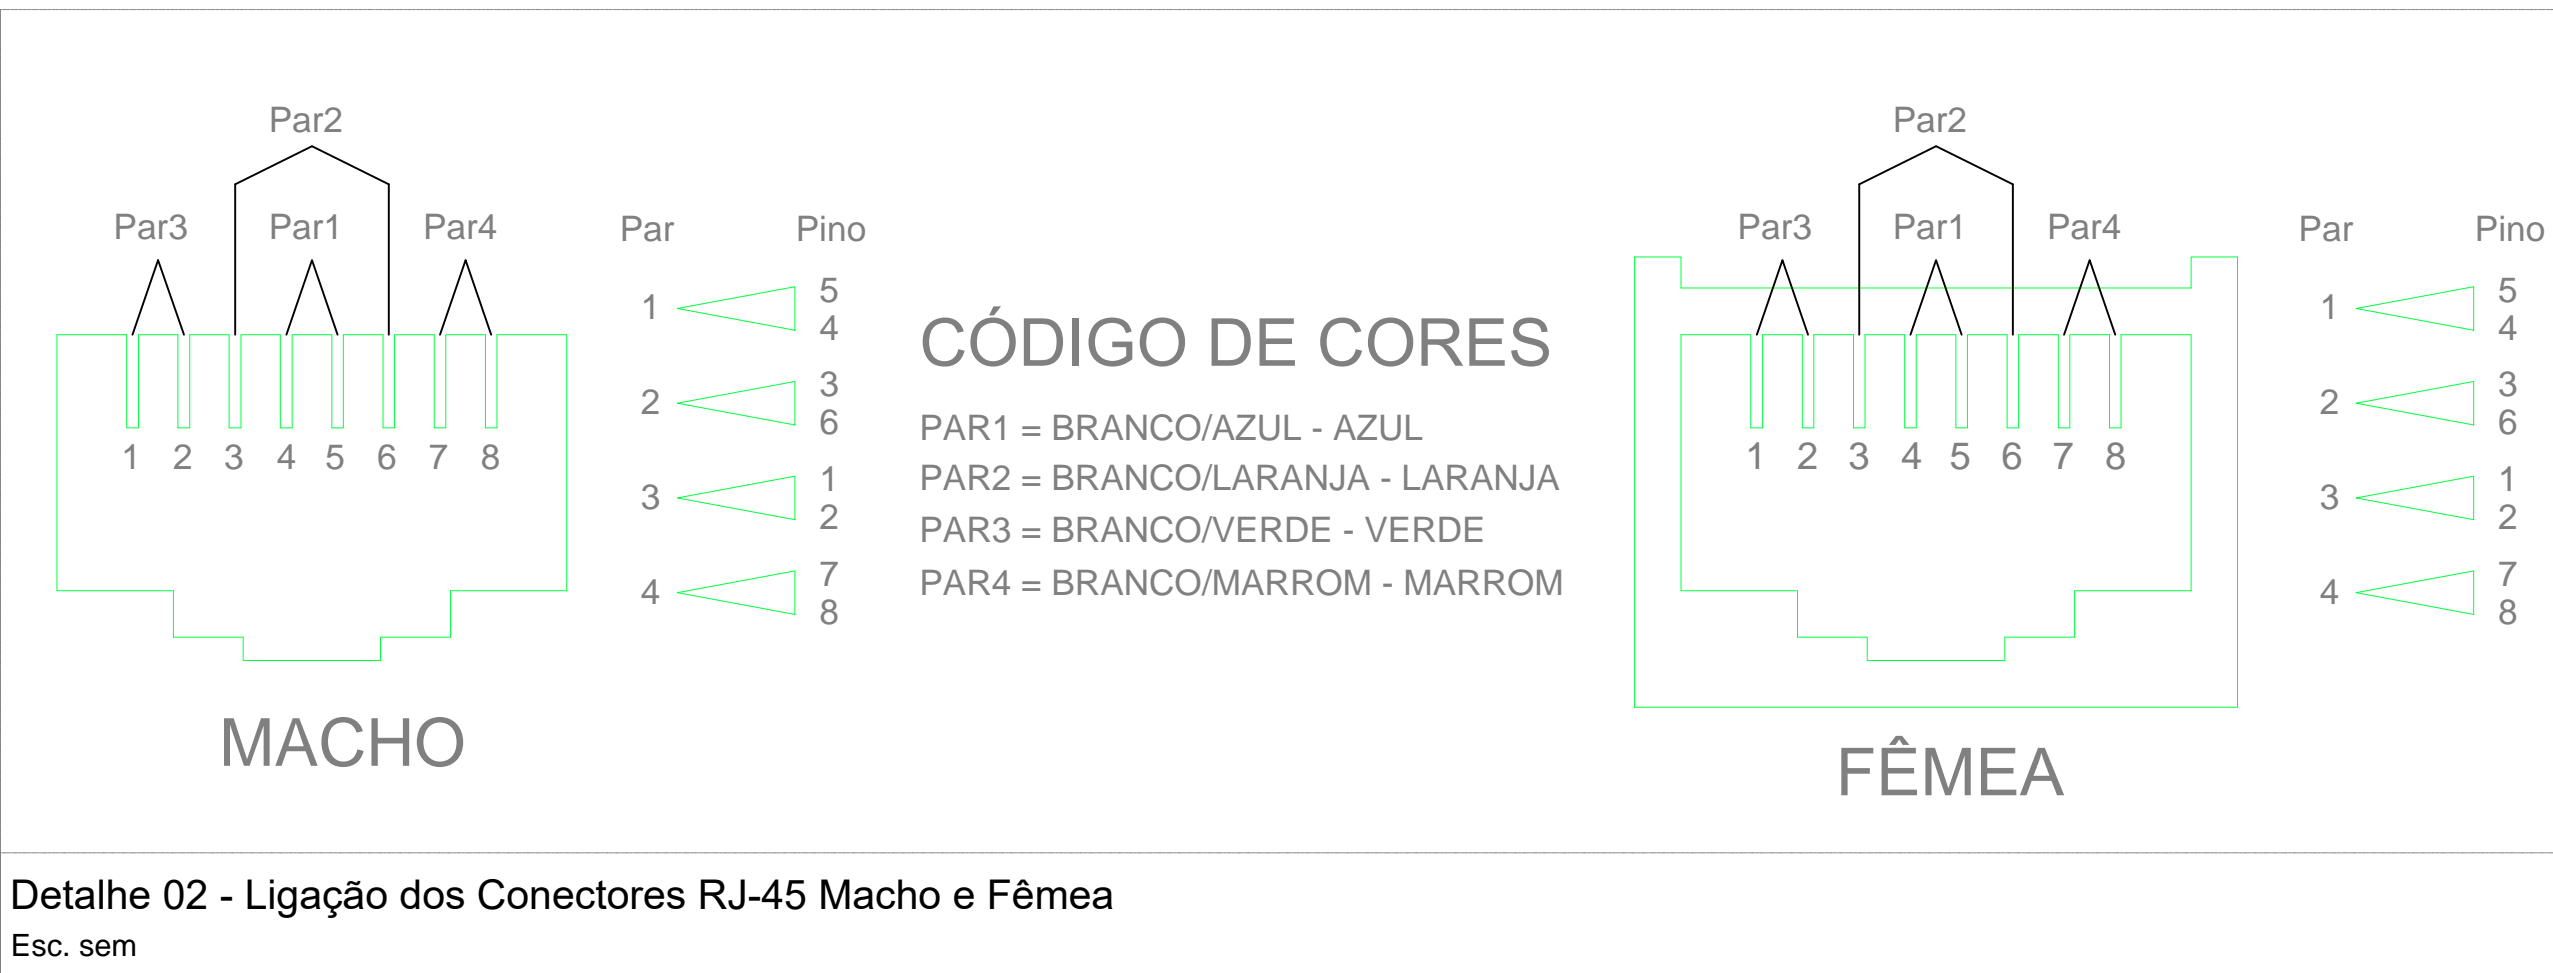 Par2
Par3 Par1 Par4
1 2 3 4 5 6 7 8
MACHO
Par Pino
1 5 4
2 3 6
3 1 2
4 7 8
CÓDIGO DE CORES
PAR1 = BRANCO/AZUL - AZUL
PAR2 = BRANCO/LARANJA - LARANJA
PAR3 = BRANCO/VERDE - VERDE
PAR4 = BRANCO/MARROM - MARROM
Par2
Par3 Par1 Par4
1 2 3 4 5 6 7 8
FÊMEA
Par Pino
1 5 4
2 3 6
3 1 2
4 7 8
Detalhe 02 - Ligação dos Conectores RJ-45 Macho e Fêmea
Esc. sem